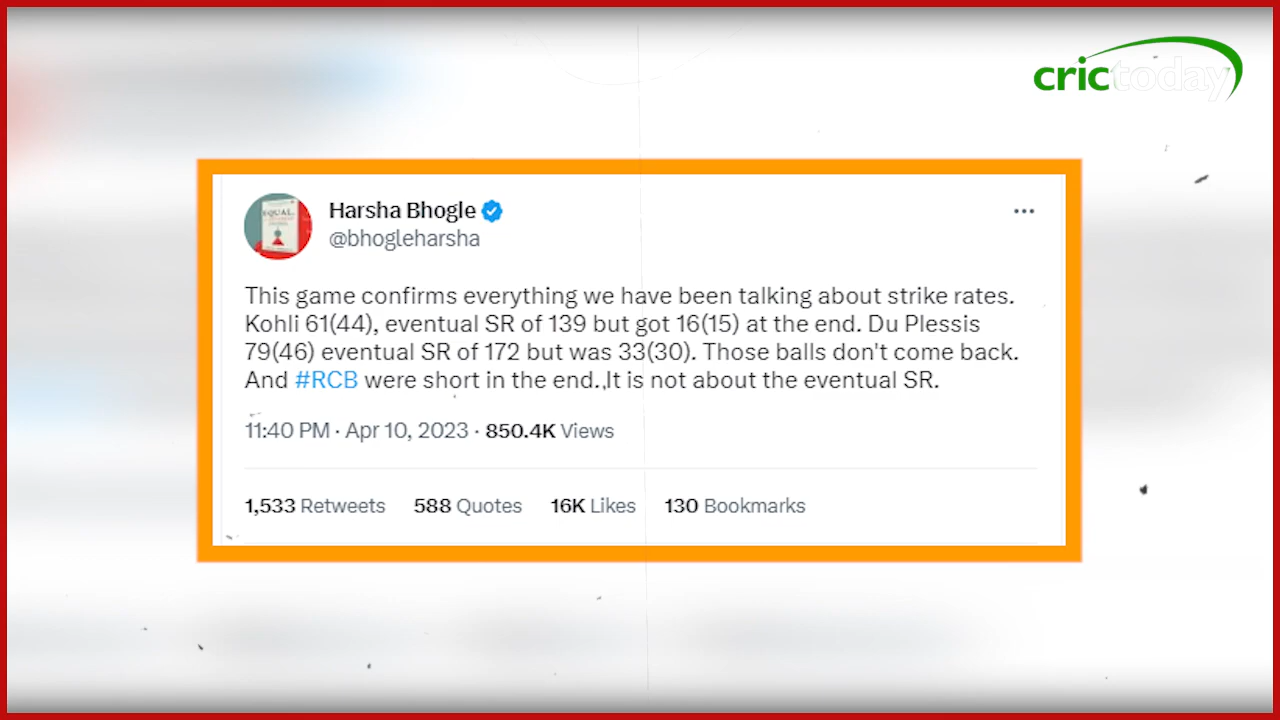 crictoday
Harsha Bhogle
@bhogleharsha
This game confirms everything we have been talking about strike rates.
Kohli 61(44), eventual SR of 139 but got 16(15) at the end. Du Plessis
79(46) eventual SR of 172 but was 33(30). Those balls don't come back.
And #RCB were short in the end. It is not about the eventual SR.
11:40 PM · Apr 10, 2023 · 850.4K Views
1,533 Retweets 588 Quotes 16K Likes 130 Bookmarks
EQUAL,